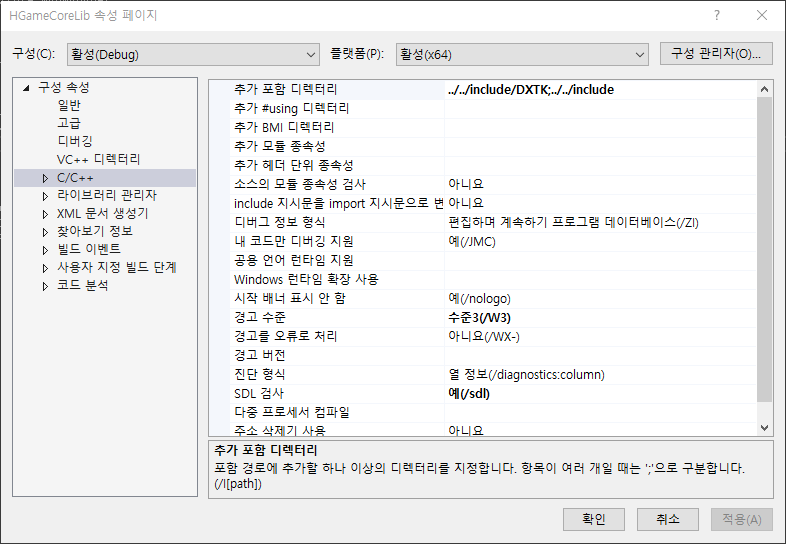 HGameCoreLib 속성 페이지
구성(C): 활성(Debug) 플랫폼(P): 활성(x64) 구성 관리자(O)...
구성 속성
일반
고급
디버깅
VC++ 디렉터리
C/C++
라이브러리 관리자
XML 문서 생성기
찾아보기 정보
빌드 이벤트
사용자 지정 빌드 단계
코드 분석
추가 포함 디렉터리 ../../include/DXTK;../../include
추가 #using 디렉터리
추가 BMI 디렉터리
추가 모듈 종속성
추가 헤더 단위 종속성
소스의 모듈 종속성 검사 아니요
include 지시문을 import 지시문으로 변 아니요
디버그 정보 형식 편집하며 계속하기 프로그램 데이터베이스(/ZI)
내 코드만 디버깅 지원 예(/JMC)
공용 언어 런타임 지원
Windows 런타임 확장 사용
시작 배너 표시 안 함 예(/nologo)
경고 수준 수준3(/W3)
경고를 오류로 처리 아니요(/WX-)
경고 버전
진단 형식 열 정보(/diagnostics:column)
SDL 검사 예(/sdl)
다중 프로세서 컴파일
주소 삭제기 사용 아니요
추가 포함 디렉터리
포함 경로에 추가할 하나 이상의 디렉터리를 지정합니다. 항목이 여러 개일 때는 ';'으로 구분합니다.
(/I[path])
확인 취소 적용(A)